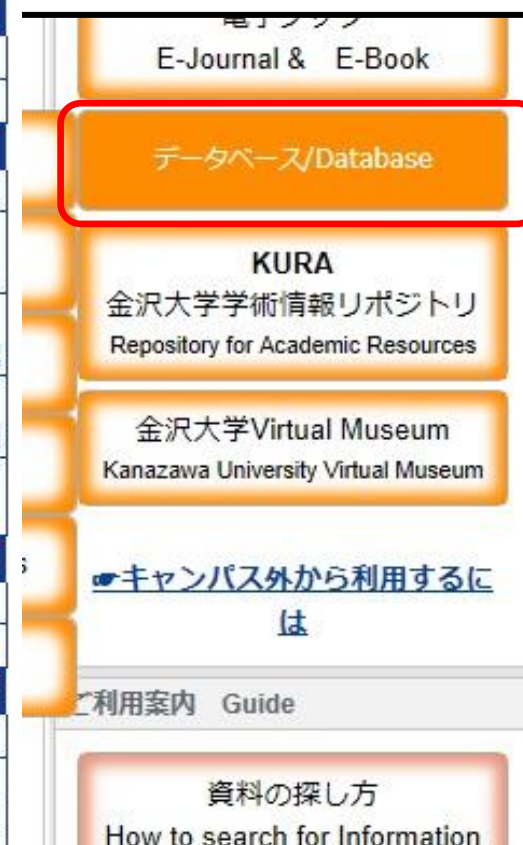 E-Journal & E-Book
データベース/Database
KURA
金沢大学学術情報リポジトリ
Repository for Academic Resources
金沢大学Virtual Museum
Kanazawa University Virtual Museum
☛キャンパス外から利用するに
は
ご利用案内 Guide
資料の探し方
How to search for Information